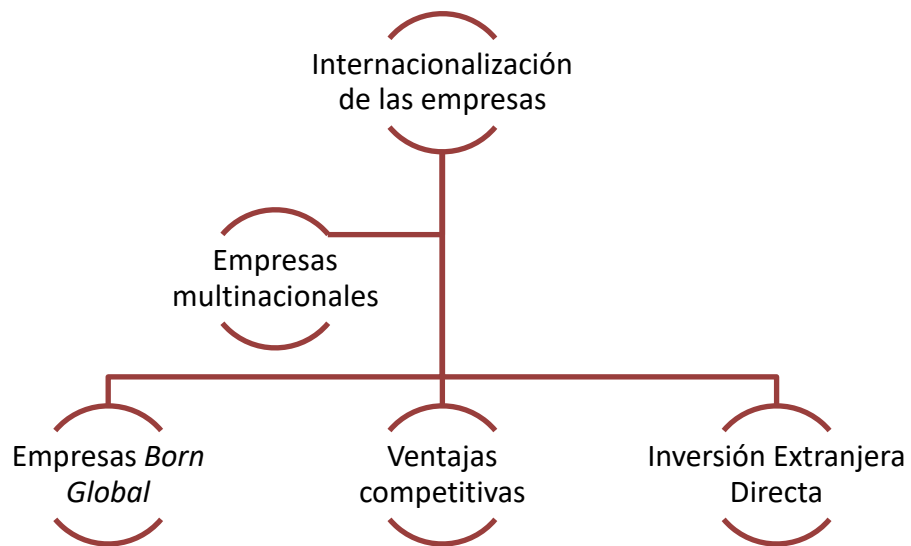 Internacionalización
de las empresas
Empresas
multinacionales
Empresas Born
Global
Ventajas
competitivas
Inversión Extranjera
Directa